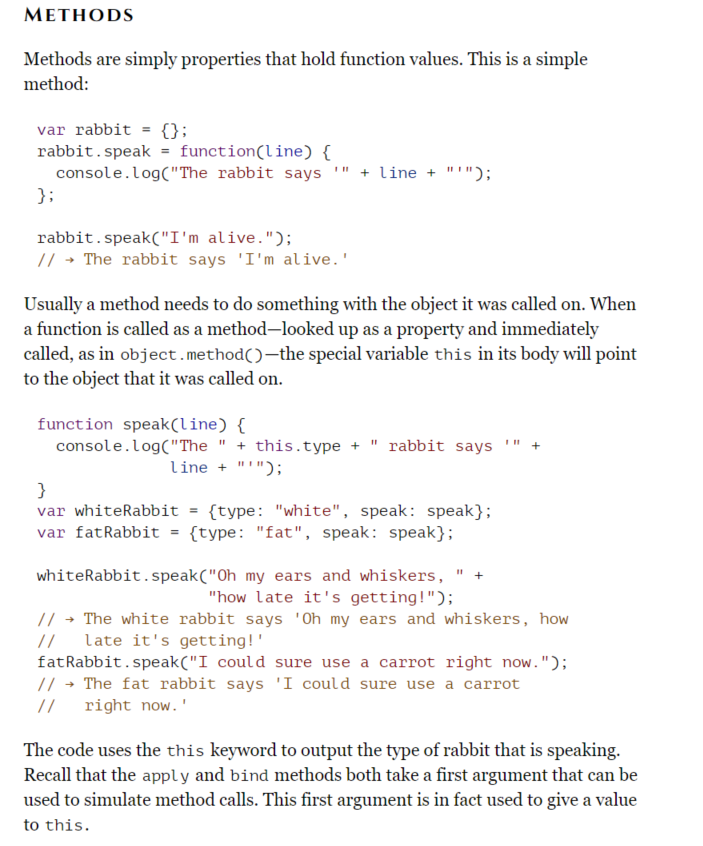 METHODS
Methods are simply properties that hold function values. This is a simple
method:
var rabbit = {};
rabbit.speak = function(line) {
  console.log("The rabbit says '" + line + "'");
};
rabbit.speak("I'm alive.");
// → The rabbit says 'I'm alive.'
Usually a method needs to do something with the object it was called on. When
a function is called as a method—looked up as a property and immediately
called, as in object.method()—the special variable this in its body will point
to the object that it was called on.
function speak(line) {
  console.log("The " + this.type + " rabbit says '" +
              line + "'");
}
var whiteRabbit = {type: "white", speak: speak};
var fatRabbit = {type: "fat", speak: speak};
whiteRabbit.speak("Oh my ears and whiskers, " +
                  "how late it's getting!");
// → The white rabbit says 'Oh my ears and whiskers, how
//   late it's getting!'
fatRabbit.speak("I could sure use a carrot right now.");
// → The fat rabbit says 'I could sure use a carrot
//   right now.'
The code uses the this keyword to output the type of rabbit that is speaking.
Recall that the apply and bind methods both take a first argument that can be
used to simulate method calls. This first argument is in fact used to give a value
to this.